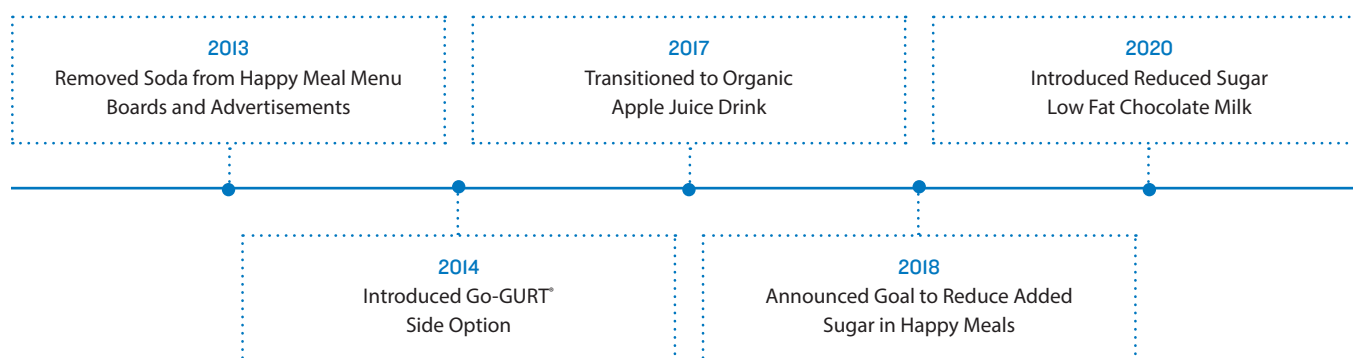 2013
Removed Soda from Happy Meal Menu
Boards and Advertisements
2014
Introduced Go-GURT®
Side Option
2017
Transitioned to Organic
Apple Juice Drink
2018
Announced Goal to Reduce Added
Sugar in Happy Meals
2020
Introduced Reduced Sugar
Low Fat Chocolate Milk